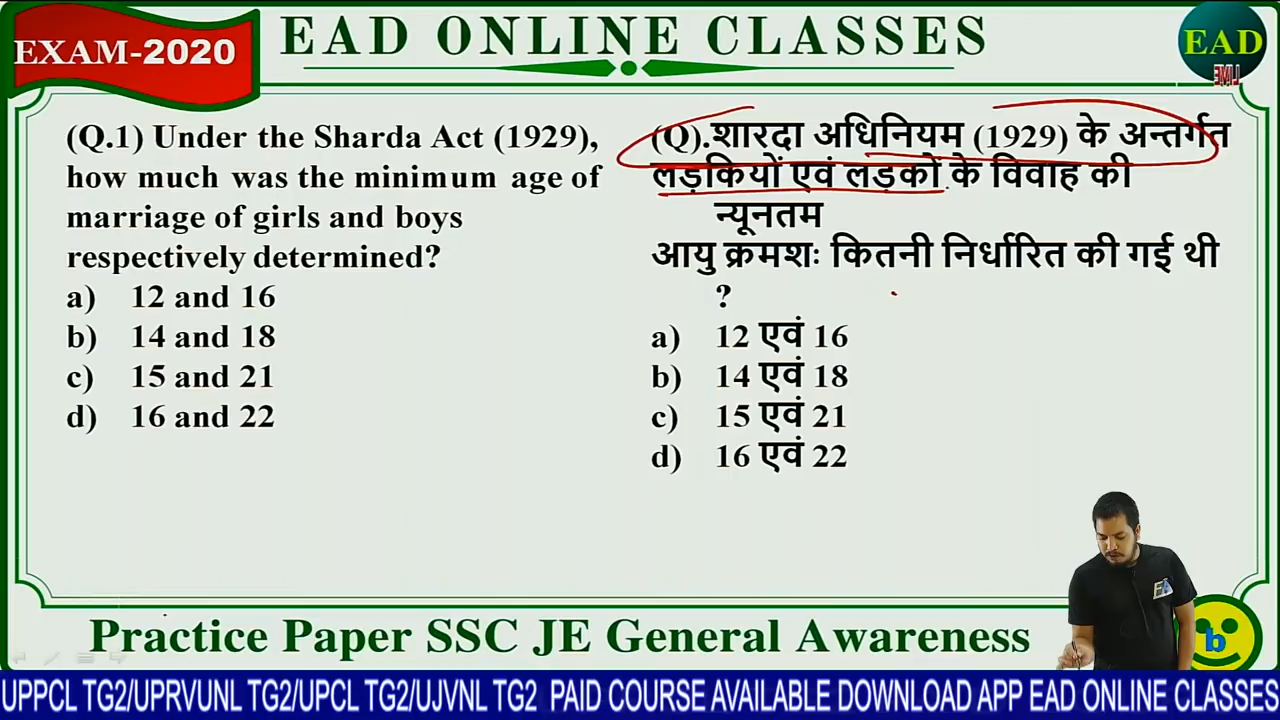 EXAM-2020
EAD ONLINE CLASSES
EAD
LIVE
(Q.1) Under the Sharda Act (1929),
how much was the minimum age of
marriage of girls and boys
respectively determined?
a) 12 and 16
b) 14 and 18
c) 15 and 21
d) 16 and 22
(Q).शारदा अधिनियम (1929) के अन्तर्गत
लड़कियों एवं लड़कों के विवाह की
न्यूनतम
आयु क्रमशः कितनी निर्धारित की गई थी
?
a) 12 एवं 16
b) 14 एवं 18
c) 15 एवं 21
d) 16 एवं 22
Practice Paper SSC JE General Awareness
b
UPPCL TG2/UPRVUNL TG2/UPCL TG2/UJVNL TG2 PAID COURSE AVAILABLE DOWNLOAD APP EAD ONLINE CLASSES